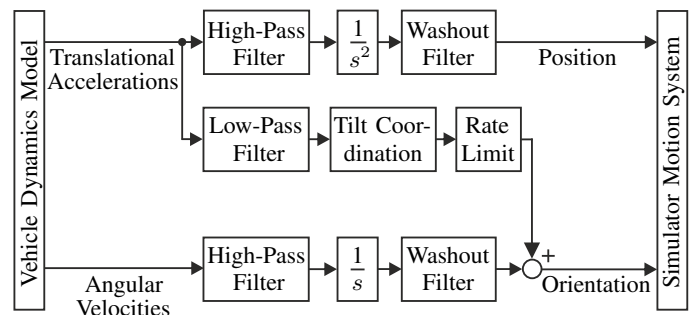 Vehicle Dynamics Model
Translational
Accelerations
High-Pass
Filter
1
s²
Washout
Filter
Position
Low-Pass
Filter
Tilt Coor-
dination
Rate
Limit
Angular
Velocities
High-Pass
Filter
1
s
Washout
Filter
+
Orientation
Simulator Motion System